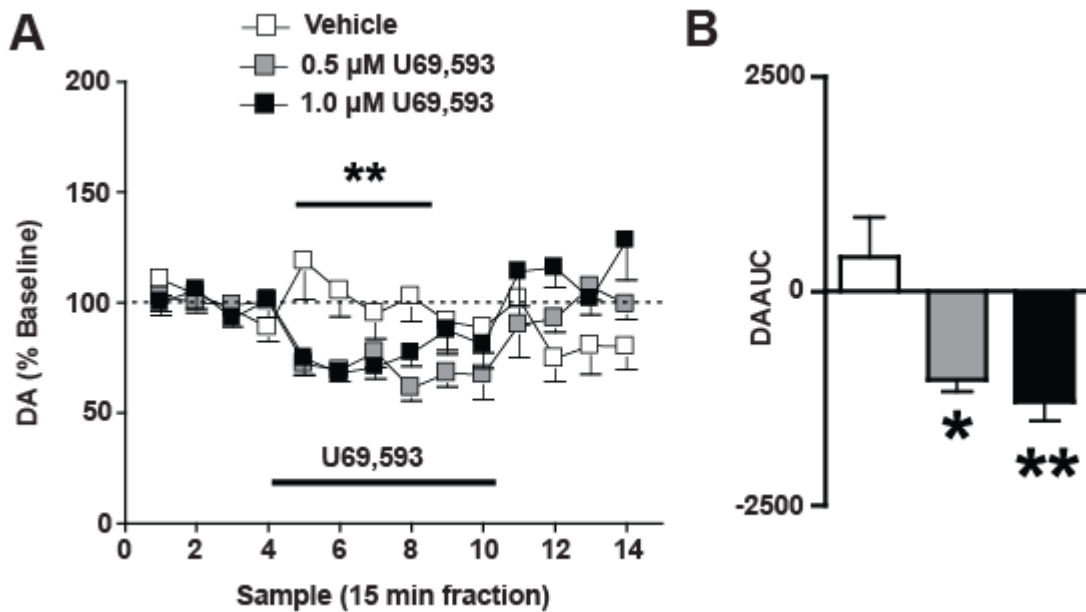 A
Vehicle
0.5 µM U69,593
1.0 µM U69,593
200
150
100
50
0
DA (% Baseline)
**
U69,593
0 2 4 6 8 10 12 14
Sample (15 min fraction)
B
2500
0
-2500
DAAUC
*
**